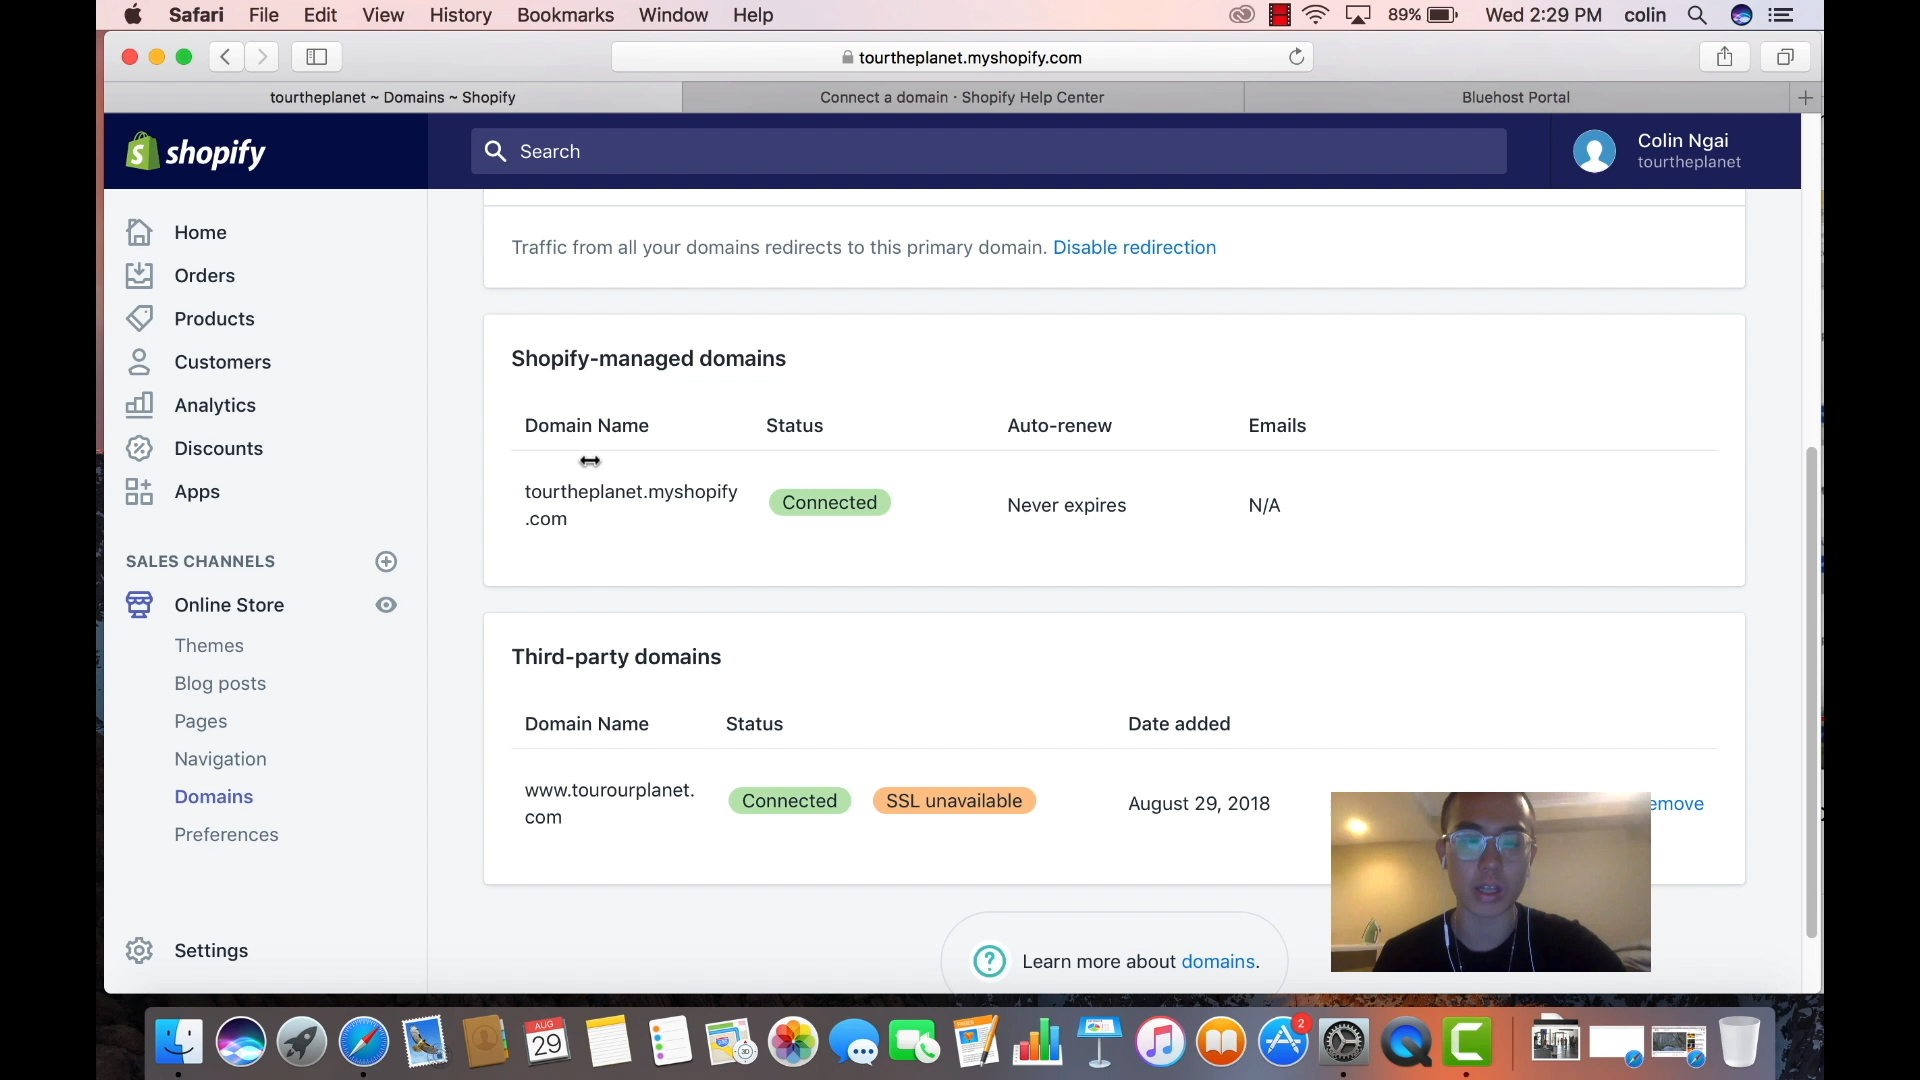 Safari File Edit View History Bookmarks Window Help 89% Wed 2:29 PM colin
tourtheplanet.myshopify.com
tourtheplanet ~ Domains ~ Shopify Connect a domain · Shopify Help Center Bluehost Portal
shopify Search Colin Ngai
tourtheplanet
Home
Orders
Products
Customers
Analytics
Discounts
Apps
SALES CHANNELS
Online Store
Themes
Blog posts
Pages
Navigation
Domains
Preferences
Settings
Traffic from all your domains redirects to this primary domain. Disable redirection
Shopify-managed domains
Domain Name Status Auto-renew Emails
tourtheplanet.myshopify
.com
Connected Never expires N/A
Third-party domains
Domain Name Status Date added
www.tourourplanet.
com
Connected SSL unavailable August 29, 2018 emove
Learn more about domains.
AUG
29
2